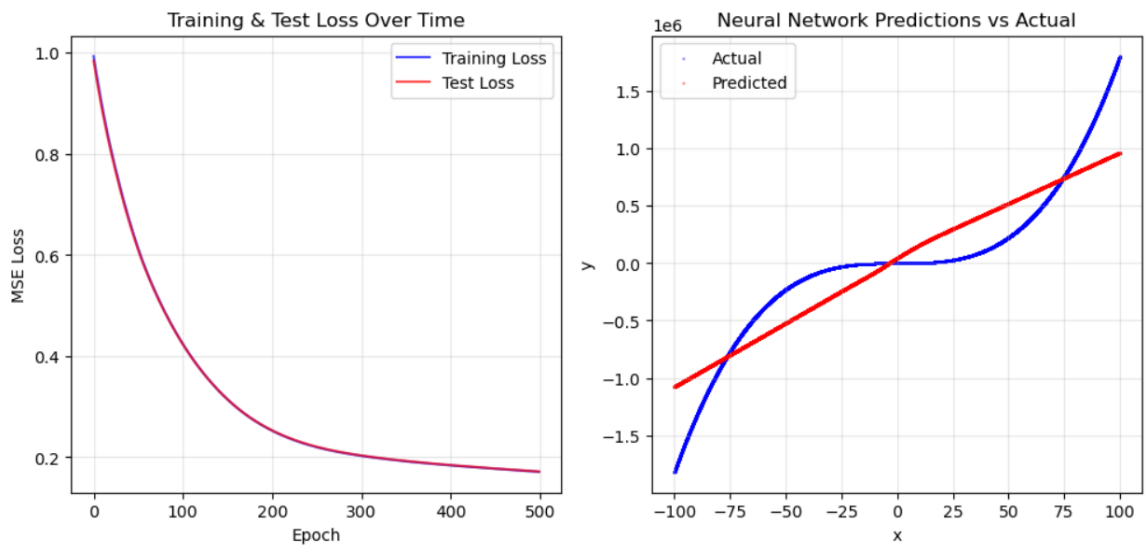 Training & Test Loss Over Time
1.0
0.8
0.6
0.4
0.2
MSE Loss
Training Loss
Test Loss
0
100
200
300
400
500
Epoch
Neural Network Predictions vs Actual
1e6
Actual
Predicted
1.5
1.0
0.5
0.0
−0.5
−1.0
−1.5
y
−100
−75
−50
−25
0
25
50
75
100
x